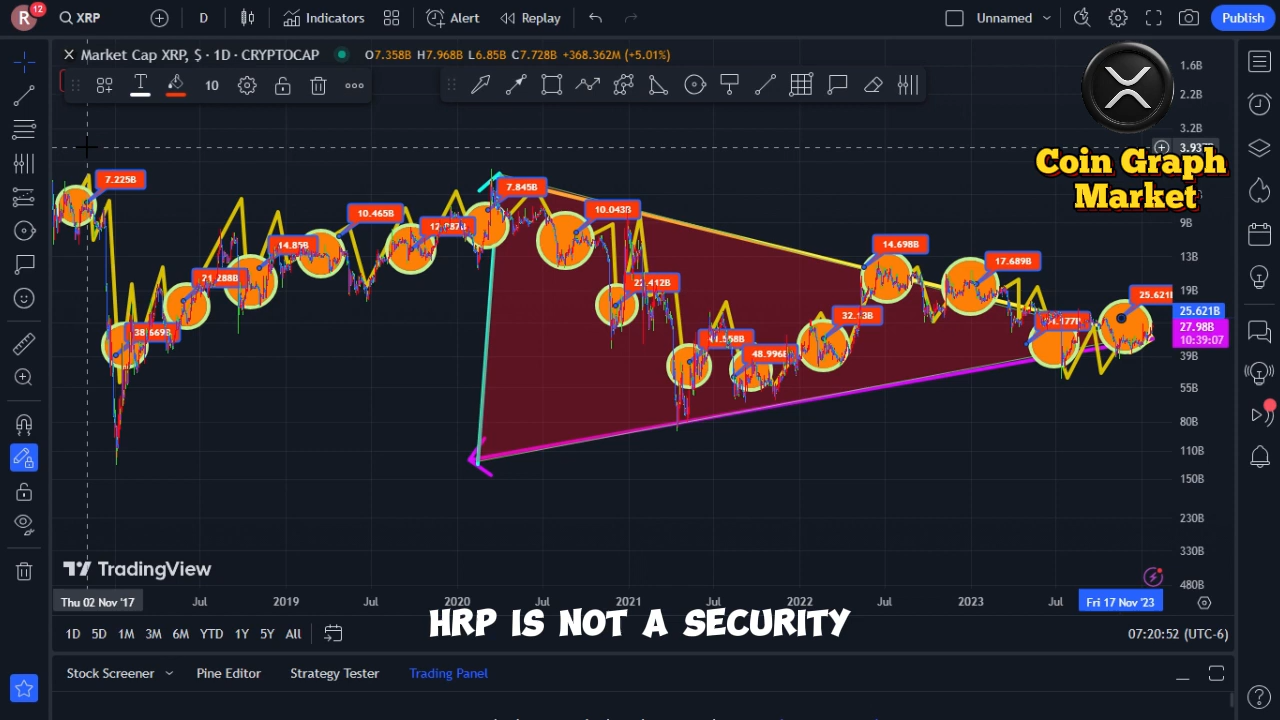 R 12 XRP D Indicators Alert Replay Unnamed Publish
Market Cap XRP, $ · 1D · CRYPTOCAP O7.358B H7.968B L6.85B C7.728B +368.362M (+5.01%)
10
1.6B
2.2B
3.2B
Coin Graph
Market
7.225B
7.845B
10.043B
10.465B
9B
14.85B
14.698B
13B
17.689B
71.288B
19B
22.412B
25.621
25.621B
32.13B
27.98B
10:39:07
39B
48.996B
55B
80B
110B
150B
230B
330B
480B
TradingView
Thu 02 Nov '17 Jul 2019 Jul 2020 Jul 2021 Jul 2022 Jul 2023 Jul Fri 17 Nov '23
HRP IS NOT A SECURITY
1D 5D 1M 3M 6M YTD 1Y 5Y All 07:20:52 (UTC-6)
Stock Screener Pine Editor Strategy Tester Trading Panel